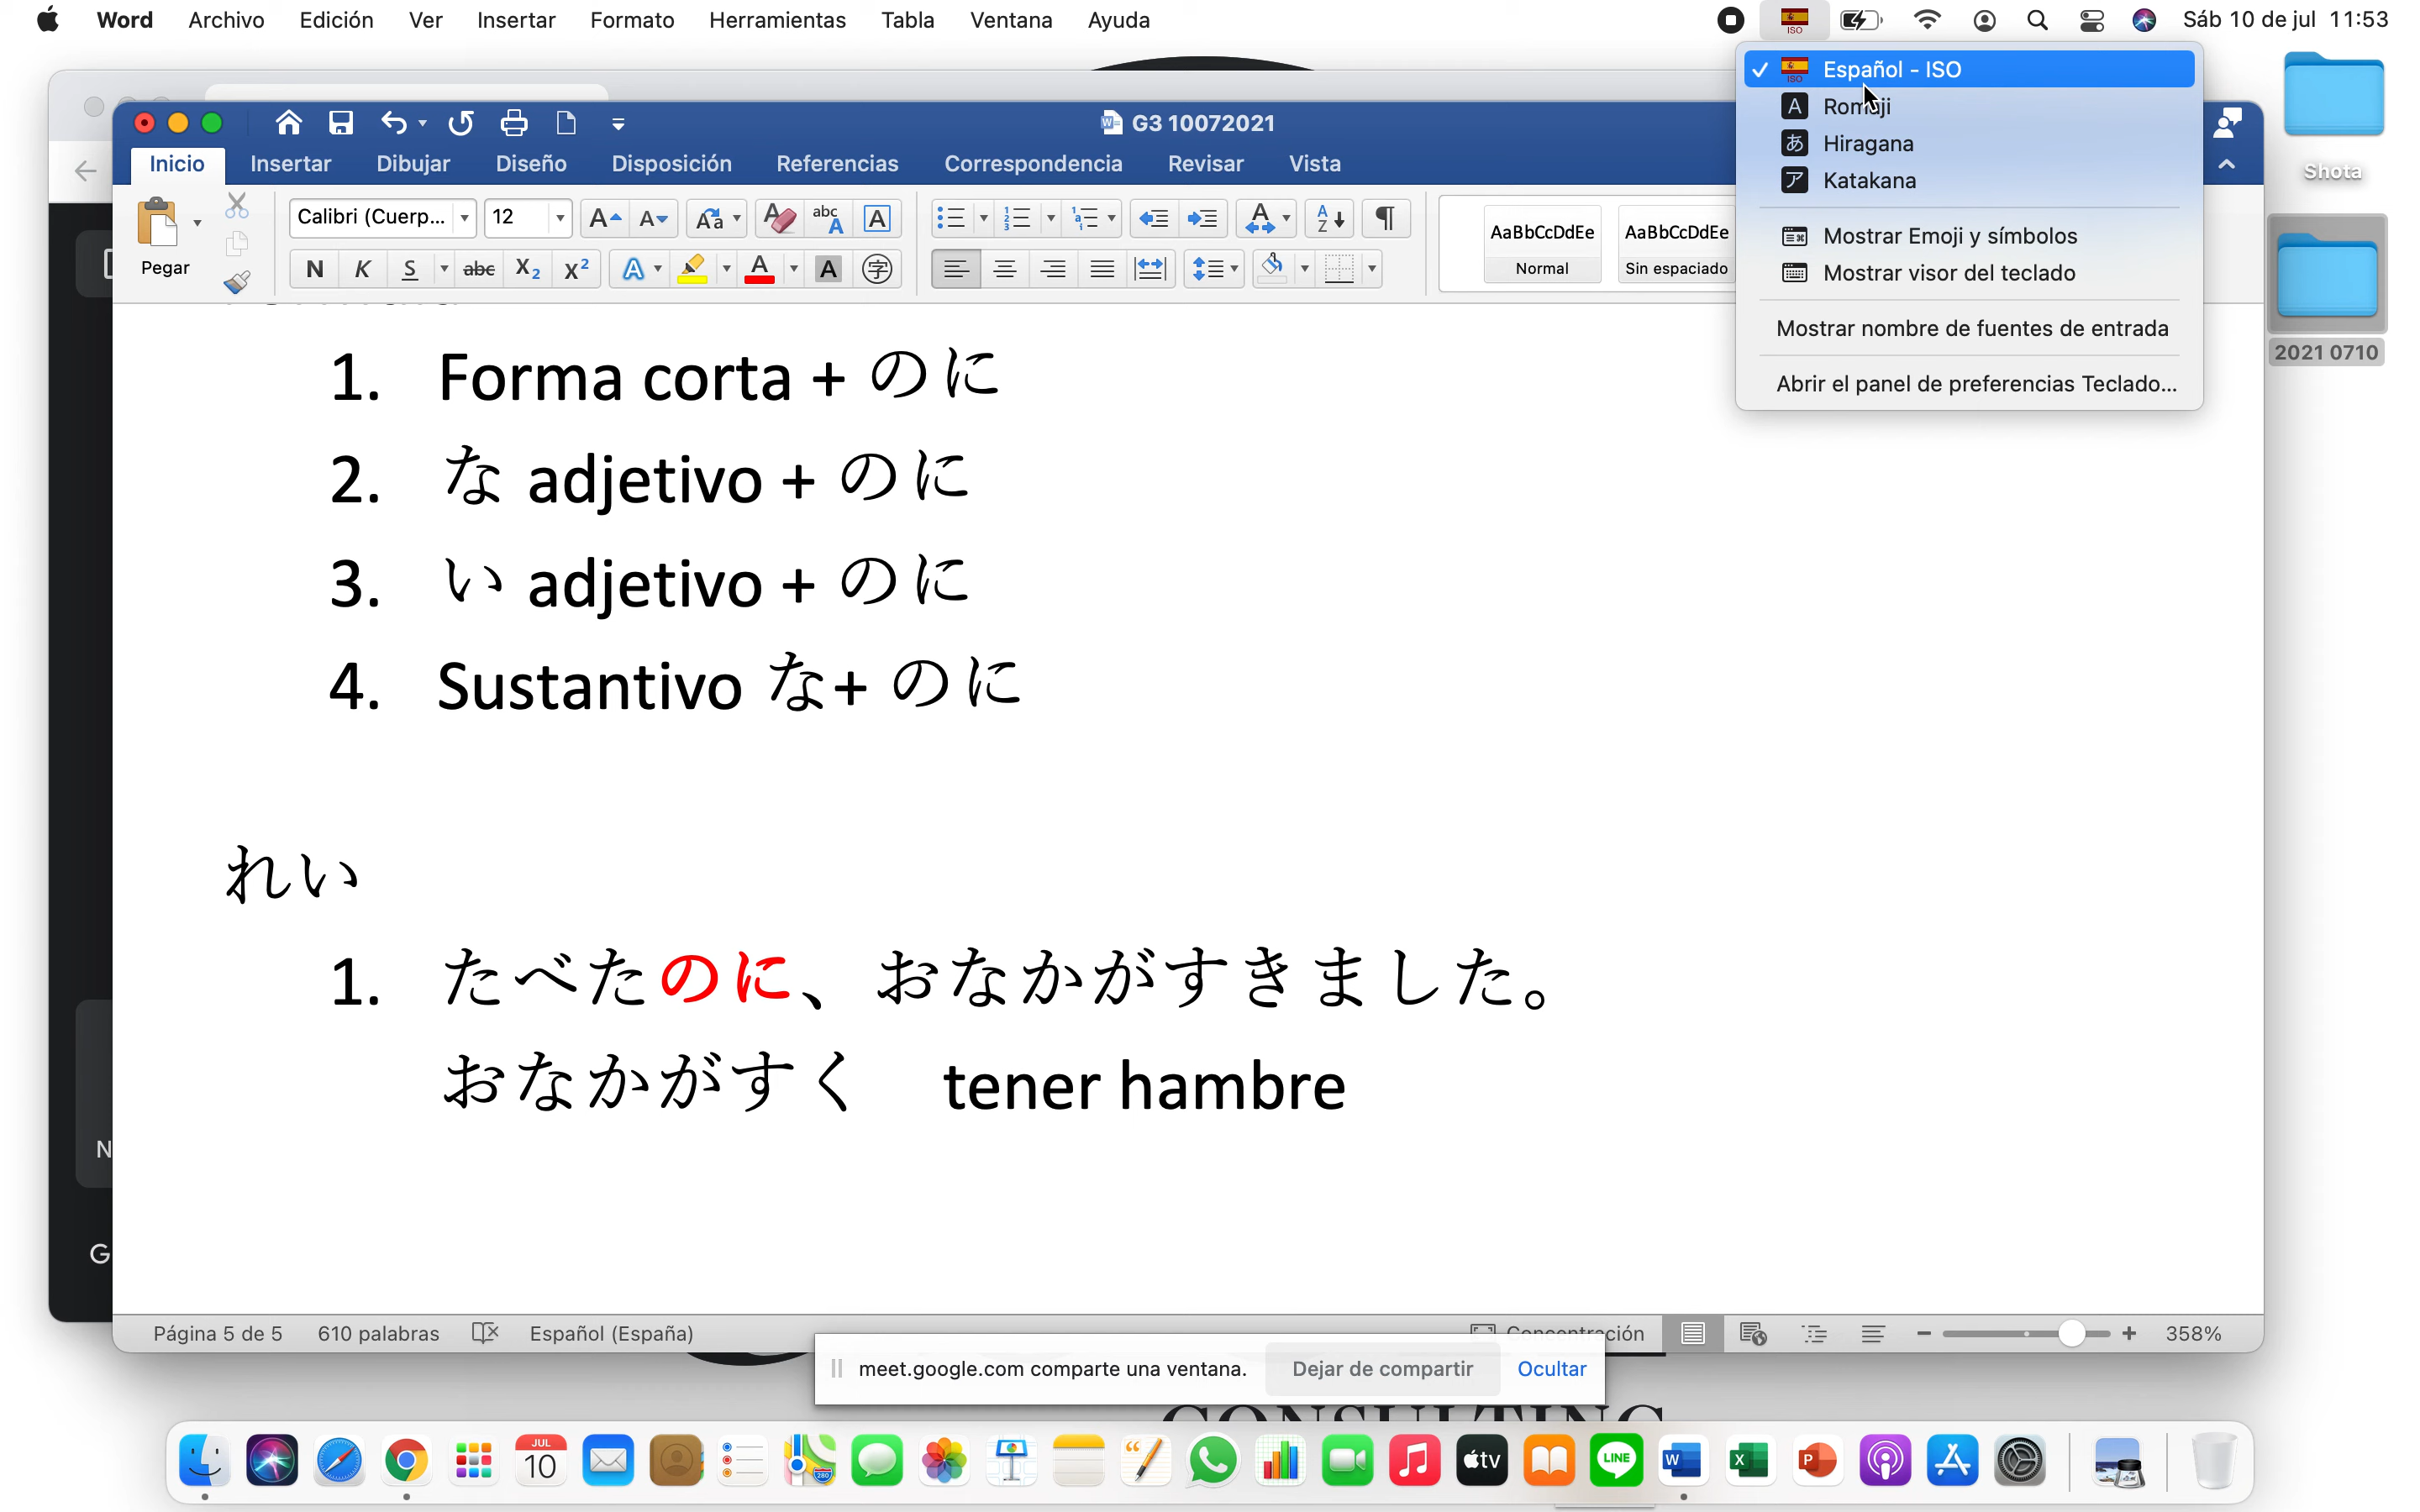 Word Archivo Edición Ver Insertar Formato Herramientas Tabla Ventana Ayuda
ISO Sáb 10 de jul 11:53
Español - ISO
Romaji
Hiragana
Katakana
Mostrar Emoji y símbolos
Mostrar visor del teclado
Mostrar nombre de fuentes de entrada
Abrir el panel de preferencias Teclado...
Shota
2021 0710
G3 10072021
Inicio Insertar Dibujar Diseño Disposición Referencias Correspondencia Revisar Vista
Pegar
Calibri (Cuerp... 12
AaBbCcDdEe AaBbCcDdEe
Normal Sin espaciado
1. Forma corta + のに
2. な adjetivo + のに
3. い adjetivo + のに
4. Sustantivo な+ のに
れい
1. たべたのに、おなかがすきました。
おなかがすく tener hambre
Página 5 de 5 610 palabras Español (España) Concentración 358%
meet.google.com comparte una ventana. Dejar de compartir Ocultar
CONSULTING
JUL
10
tv
LINE